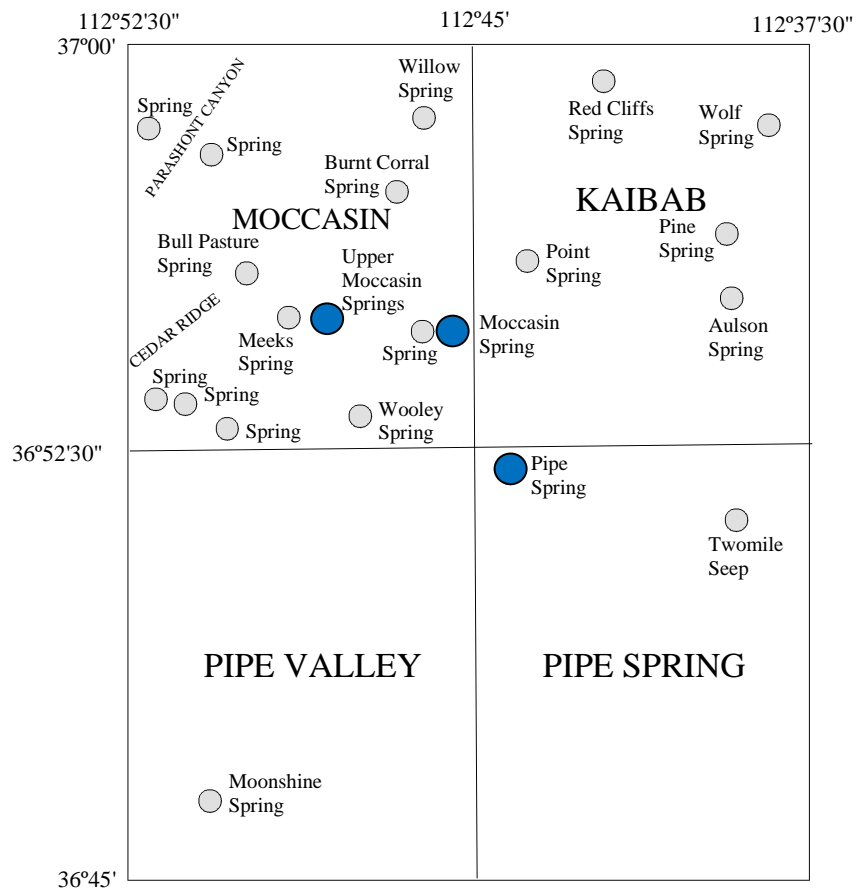 112º52'30"
112º45'
112º37'30"
37º00'
Willow
Spring
Spring
PARASHONT CANYON
Spring
Red Cliffs
Spring
Wolf
Spring
Burnt Corral
Spring
MOCCASIN
KAIBAB
Bull Pasture
Spring
Upper
Moccasin
Springs
Point
Spring
Pine
Spring
CEDAR RIDGE
Meeks
Spring
Spring
Moccasin
Spring
Aulson
Spring
Spring
Spring
Spring
Wooley
Spring
36º52'30"
Pipe
Spring
Twomile
Seep
PIPE VALLEY
PIPE SPRING
Moonshine
Spring
36º45'